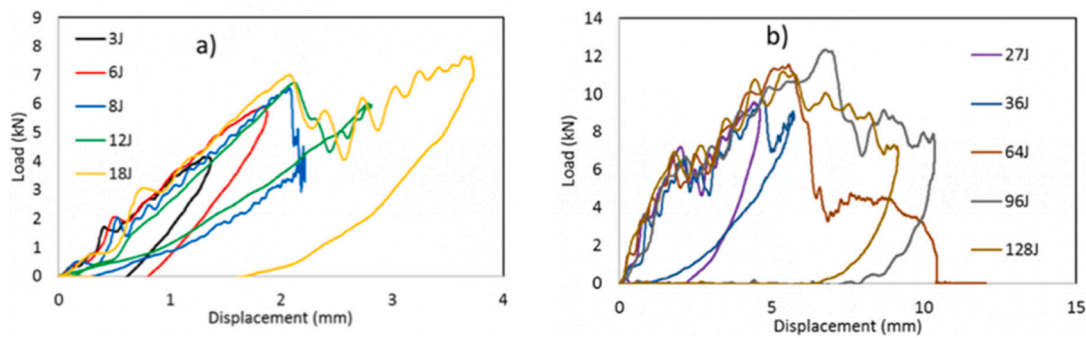 a)
Load (kN)
9
8
7
6
5
4
3
2
1
0
3J
6J
8J
12J
18J
0 1 2 3 4
Displacement (mm)
b)
Load (kN)
14
12
10
8
6
4
2
0
27J
36J
64J
96J
128J
0 5 10 15
Displacement (mm)